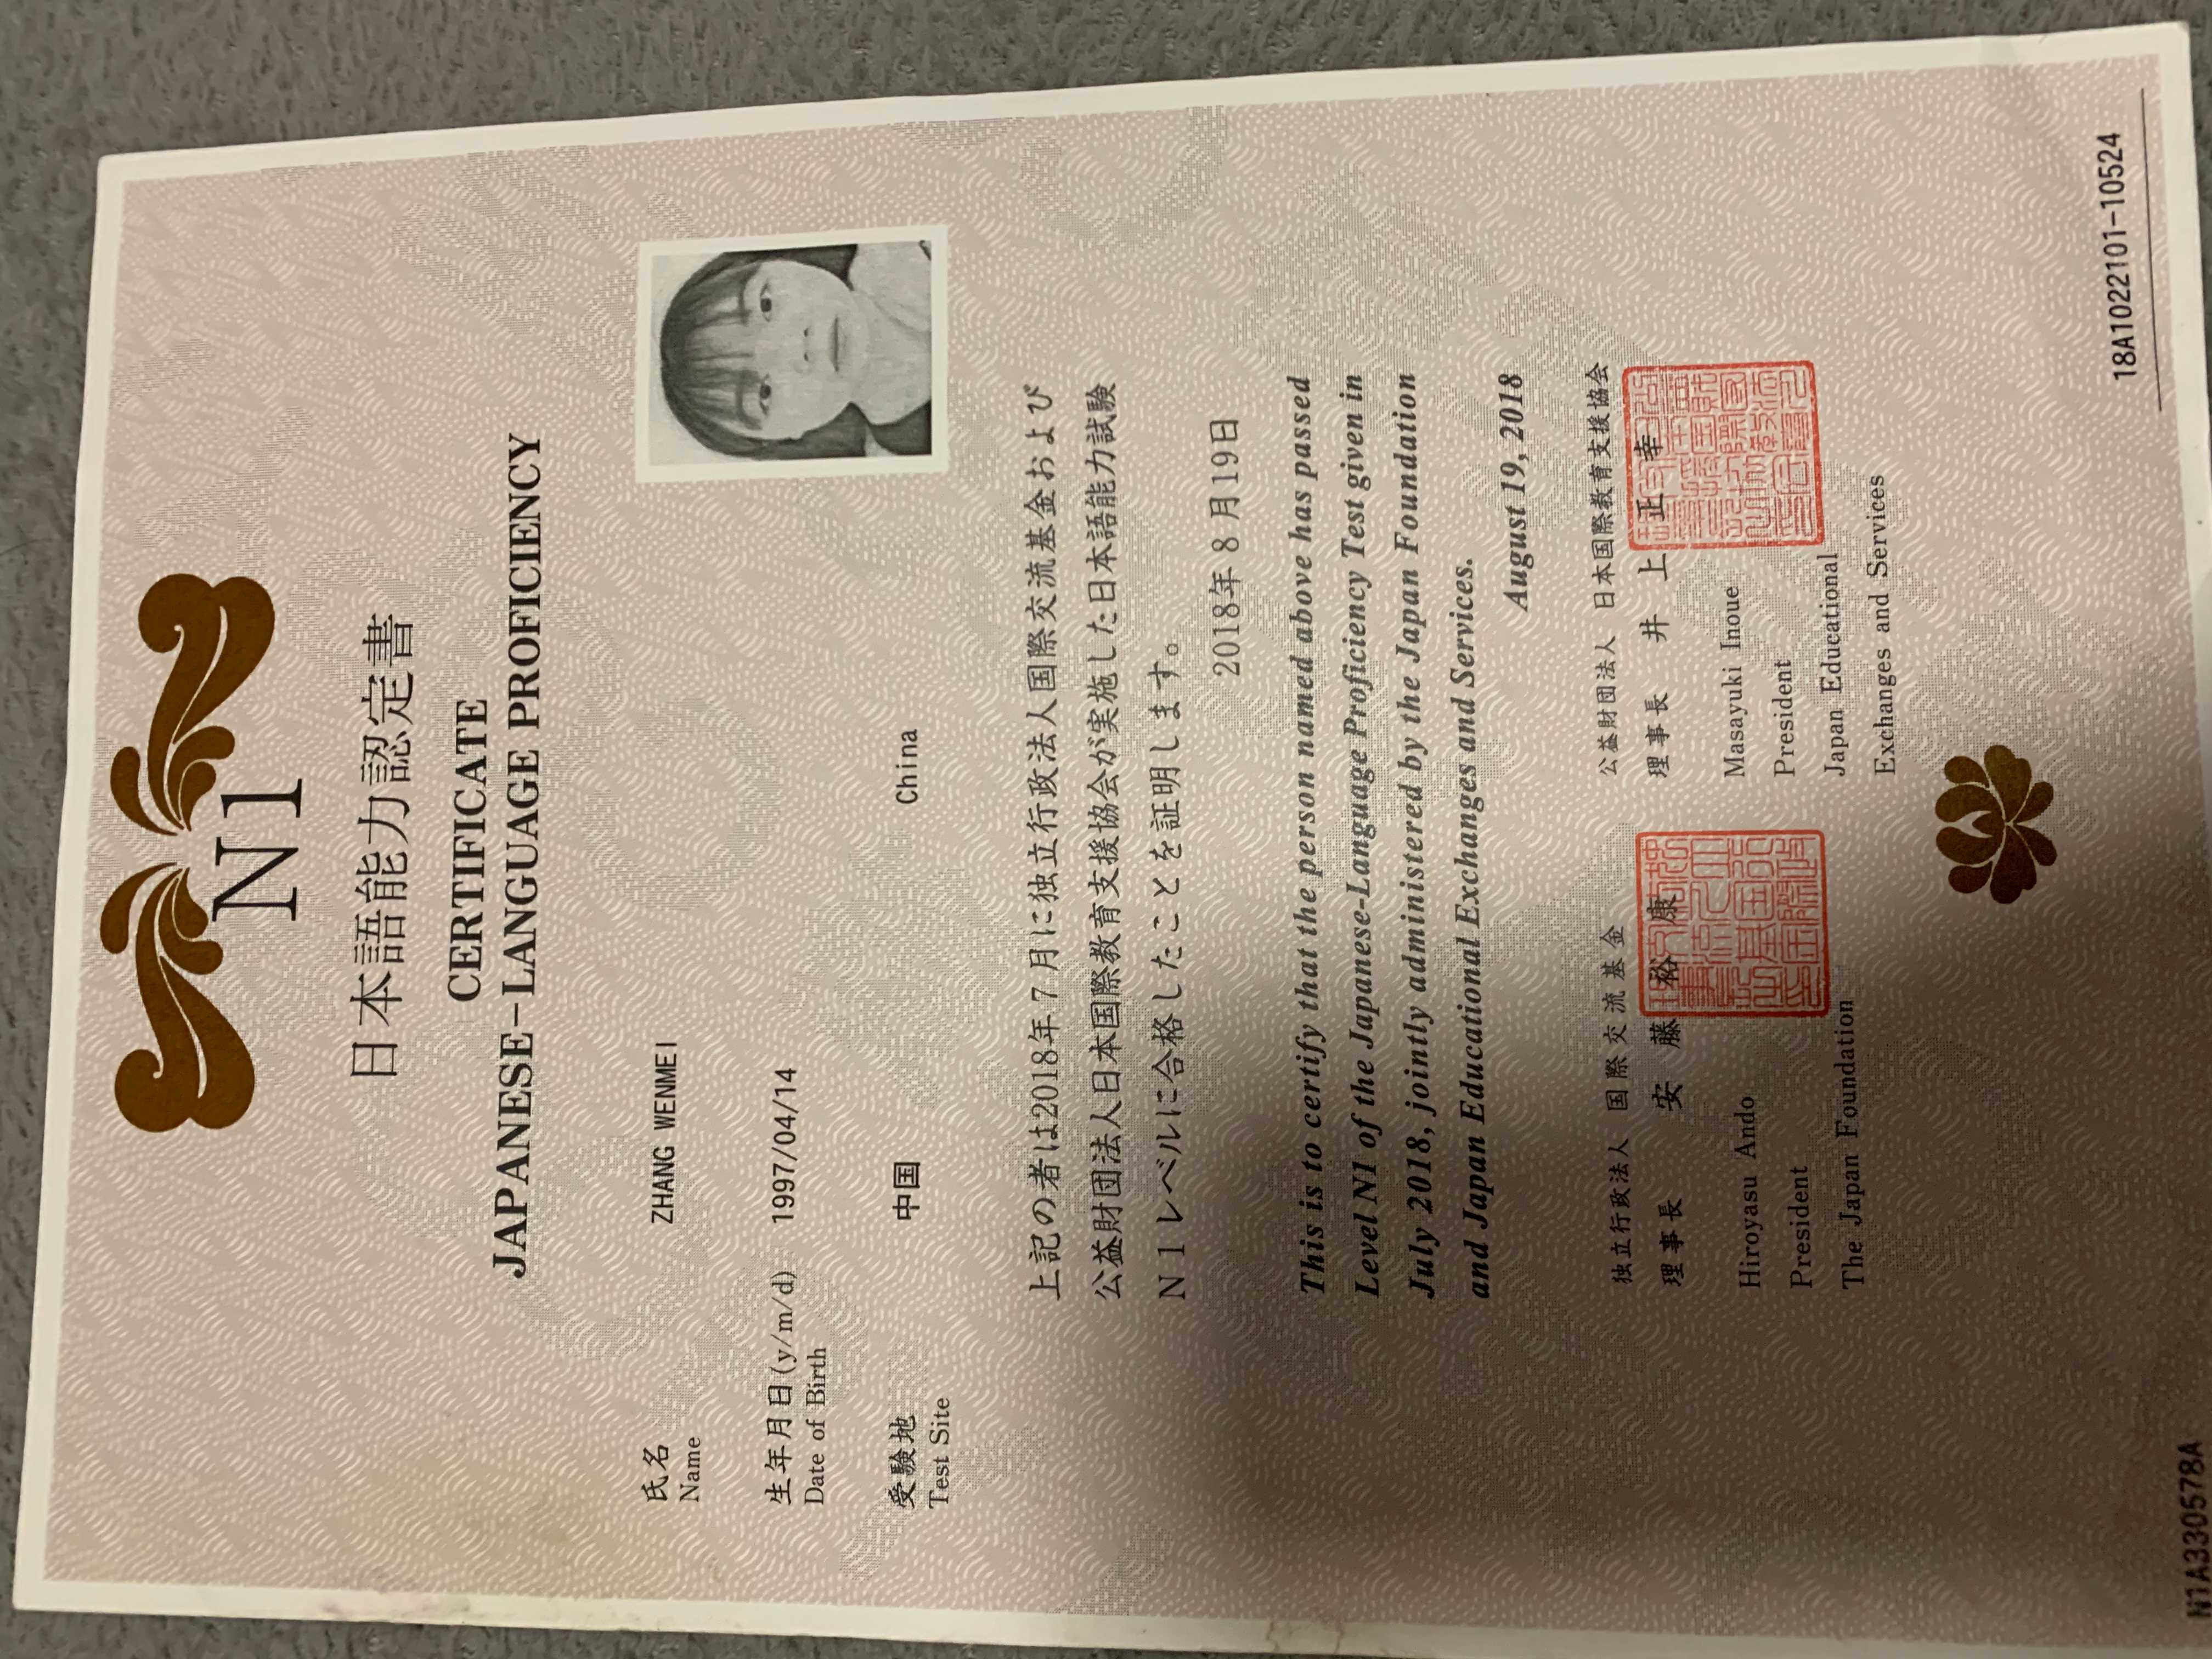 N1
日本語能力認定書
CERTIFICATE
JAPANESE-LANGUAGE PROFICIENCY
氏名
Name
ZHANG WENMEI
生年月日(y/m/d)
Date of Birth
1997/04/14
受験地
Test Site
中国
China
上記の者は2018年7月に独立行政法人国際交流基金および
公益財団法人日本国際教育支援協会が実施した日本語能力試験
N1レベルに合格したことを証明します。
2018年8月19日
This is to certify that the person named above has passed
Level N1 of the Japanese-Language Proficiency Test given in
July 2018, jointly administered by the Japan Foundation
and Japan Educational Exchanges and Services.
August 19, 2018
独立行政法人 国際交流基金
理事長 安藤裕康
Hiroyasu Ando
President
The Japan Foundation
公益財団法人 日本国際教育支援協会
理事長 井上正幸
Masayuki Inoue
President
Japan Educational
Exchanges and Services
N1A330578A
18A1022101-10524